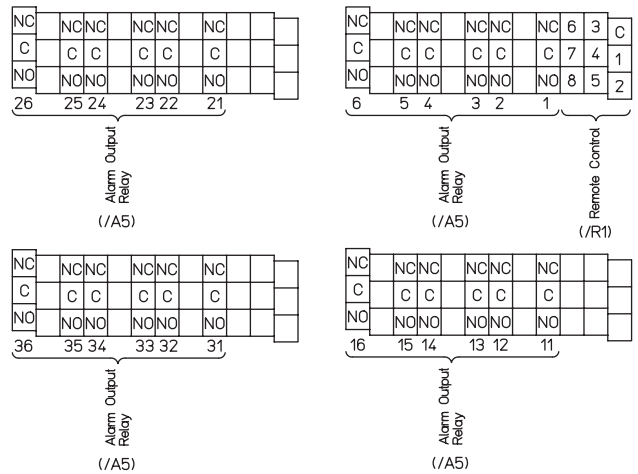 NC NC NC NC NC NC
C C C C C C
NO NO NO NO NO NO
26 25 24 23 22 21
Alarm Output
Relay
(/A5)
NC NC NC NC NC NC 6 3 C
C C C C C C 7 4 1
NO NO NO NO NO NO 8 5 2
6 5 4 3 2 1
Alarm Output
Relay
(/A5)
Remote Control
(/R1)
NC NC NC NC NC NC
C C C C C C
NO NO NO NO NO NO
36 35 34 33 32 31
Alarm Output
Relay
(/A5)
NC NC NC NC NC NC
C C C C C C
NO NO NO NO NO NO
16 15 14 13 12 11
Alarm Output
Relay
(/A5)